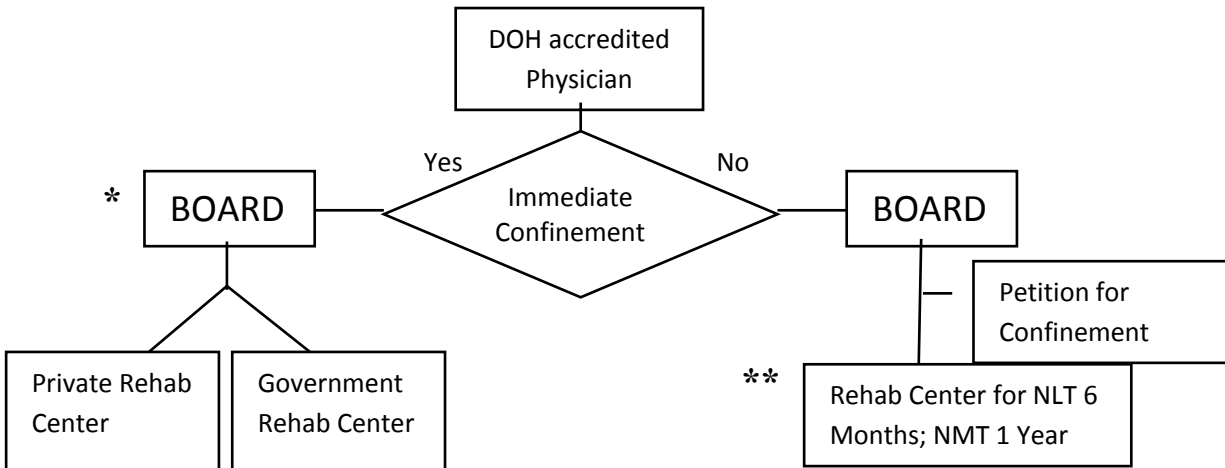 DOH accredited
Physician
Yes
No
*
BOARD
Immediate
Confinement
BOARD
Petition for
Confinement
Private Rehab
Center
Government
Rehab Center
**
Rehab Center for NLT 6
Months; NMT 1 Year